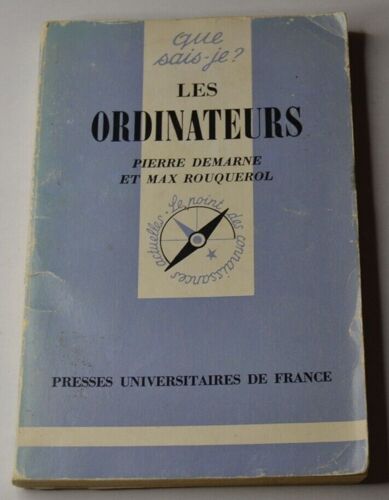 que
sais-je?
LES
ORDINATEURS
PIERRE DEMARNE
ET MAX ROUQUEROL
Le point des connaissances actuelles
PRESSES UNIVERSITAIRES DE FRANCE